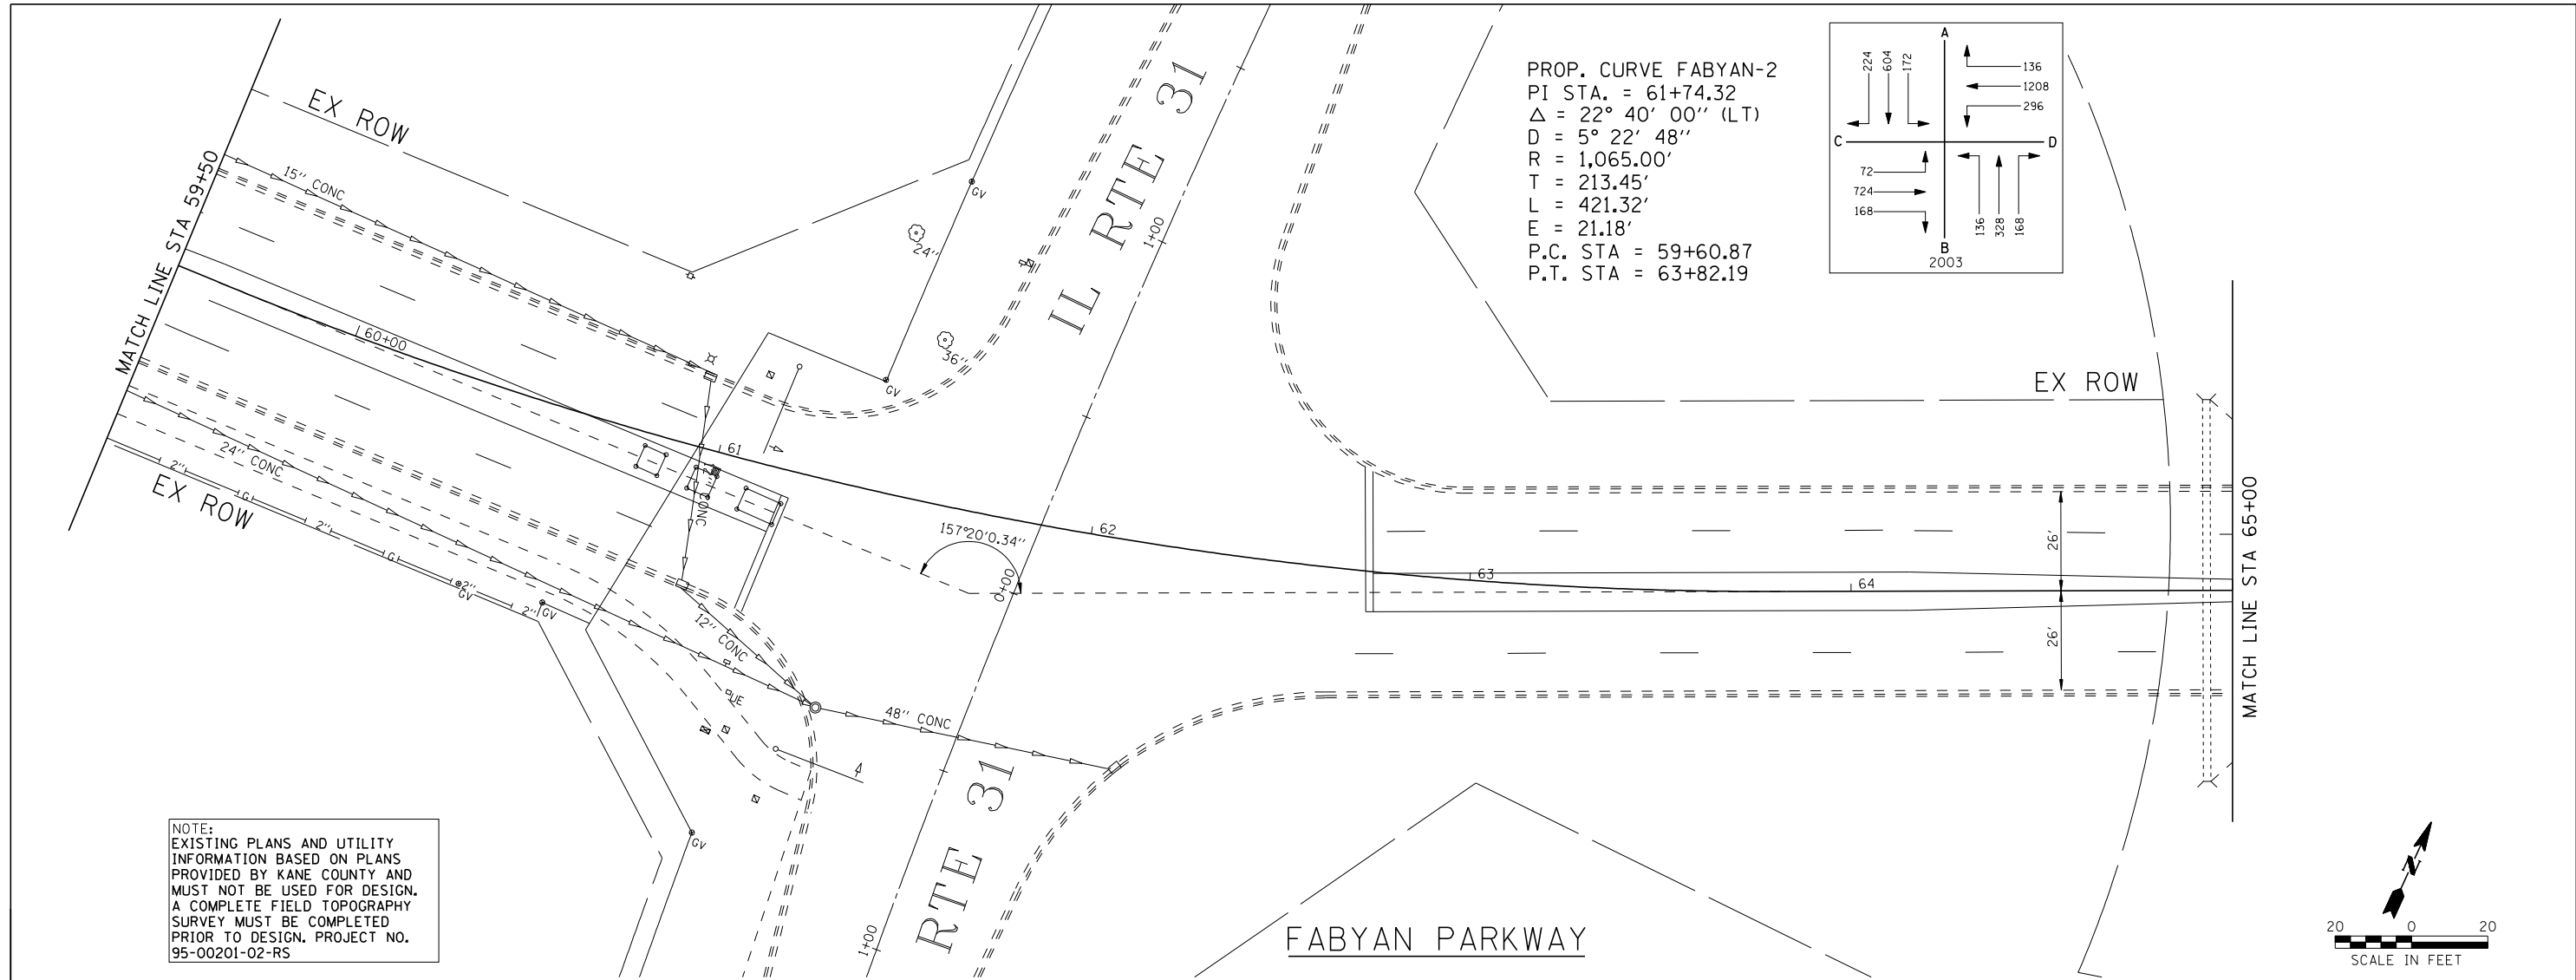 EX ROW
15" CONC
MATCH LINE STA 59+50
60+00
24" CONC
2"
G
2"
G
2"
2"
EX ROW
GV
GV
GV
GV
GV
24"
36"
61
12" CONC
12" CONC
UE
48" CONC
157°20'0.34"
0+00
1+00
1+00
IL RTE 31
RTE 31
62
63
64
PROP. CURVE FABYAN-2
PI STA. = 61+74.32
Δ = 22° 40' 00" (LT)
D = 5° 22' 48"
R = 1,065.00'
T = 213.45'
L = 421.32'
E = 21.18'
P.C. STA = 59+60.87
P.T. STA = 63+82.19
A
224
604
172
136
1208
296
C
D
72
724
168
136
328
168
B
2003
EX ROW
26'
26'
MATCH LINE STA 65+00
NOTE:
EXISTING PLANS AND UTILITY
INFORMATION BASED ON PLANS
PROVIDED BY KANE COUNTY AND
MUST NOT BE USED FOR DESIGN.
A COMPLETE FIELD TOPOGRAPHY
SURVEY MUST BE COMPLETED
PRIOR TO DESIGN. PROJECT NO.
95-00201-02-RS
FABYAN PARKWAY
N
20 0 20
SCALE IN FEET